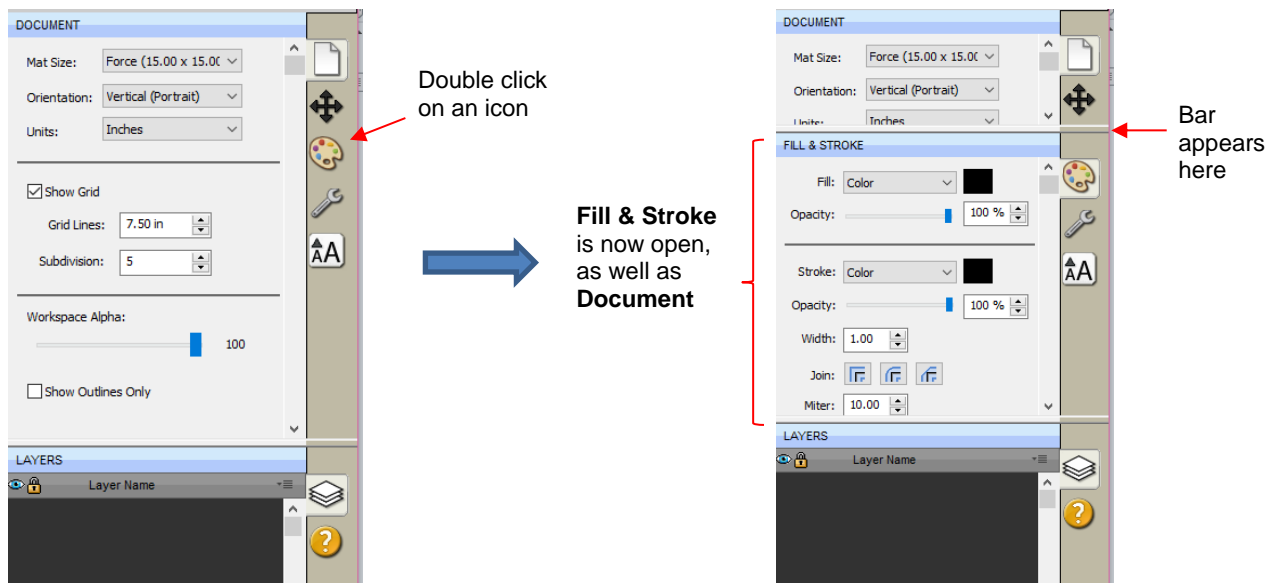 DOCUMENT
Mat Size: Force (15.00 x 15.0(
Orientation: Vertical (Portrait)
Units: Inches
Show Grid
Grid Lines: 7.50 in
Subdivision: 5
Workspace Alpha:
100
Show Outlines Only
LAYERS
Layer Name
AA
?
Double click
on an icon
Fill & Stroke
is now open,
as well as
Document
DOCUMENT
Mat Size: Force (15.00 x 15.0(
Orientation: Vertical (Portrait)
Units: Inches
FILL & STROKE
Fill: Color
Opacity: 100 %
Stroke: Color
Opacity: 100 %
Width: 1.00
Join:
Miter: 10.00
LAYERS
Layer Name
AA
?
Bar
appears
here